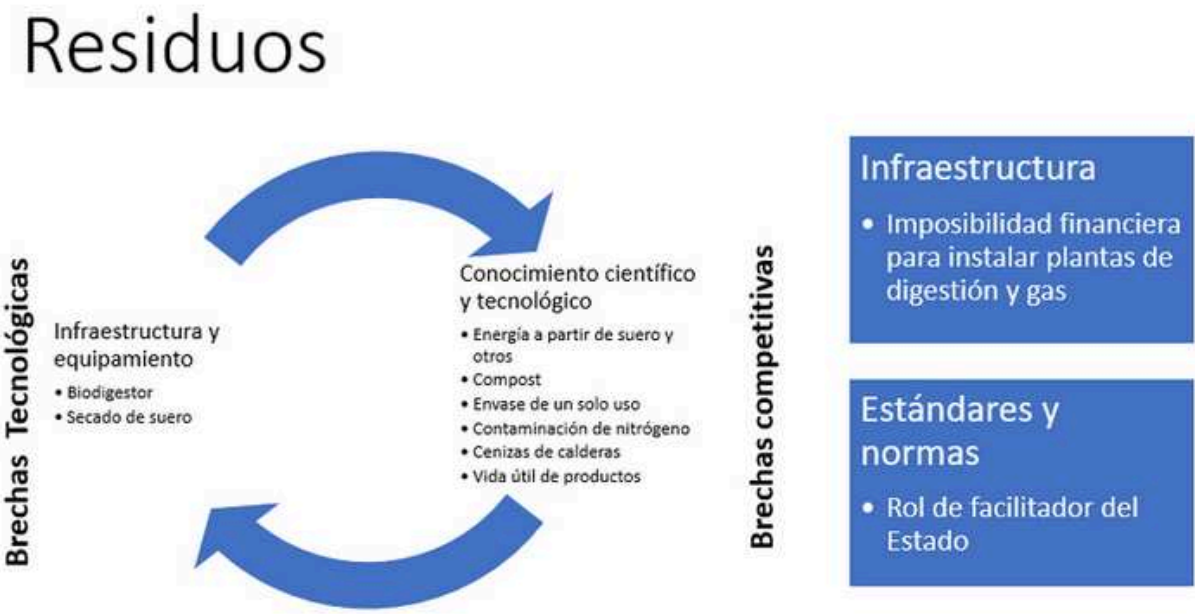 Residuos
Brechas Tecnológicas
Infraestructura y
equipamiento
• Biodigestor
• Secado de suero
Conocimiento científico
y tecnológico
• Energía a partir de suero y
otros
• Compost
• Envase de un solo uso
• Contaminación de nitrógeno
• Cenizas de calderas
• Vida útil de productos
Brechas competitivas
Infraestructura
• Imposibilidad financiera
para instalar plantas de
digestión y gas
Estándares y
normas
• Rol de facilitador del
Estado